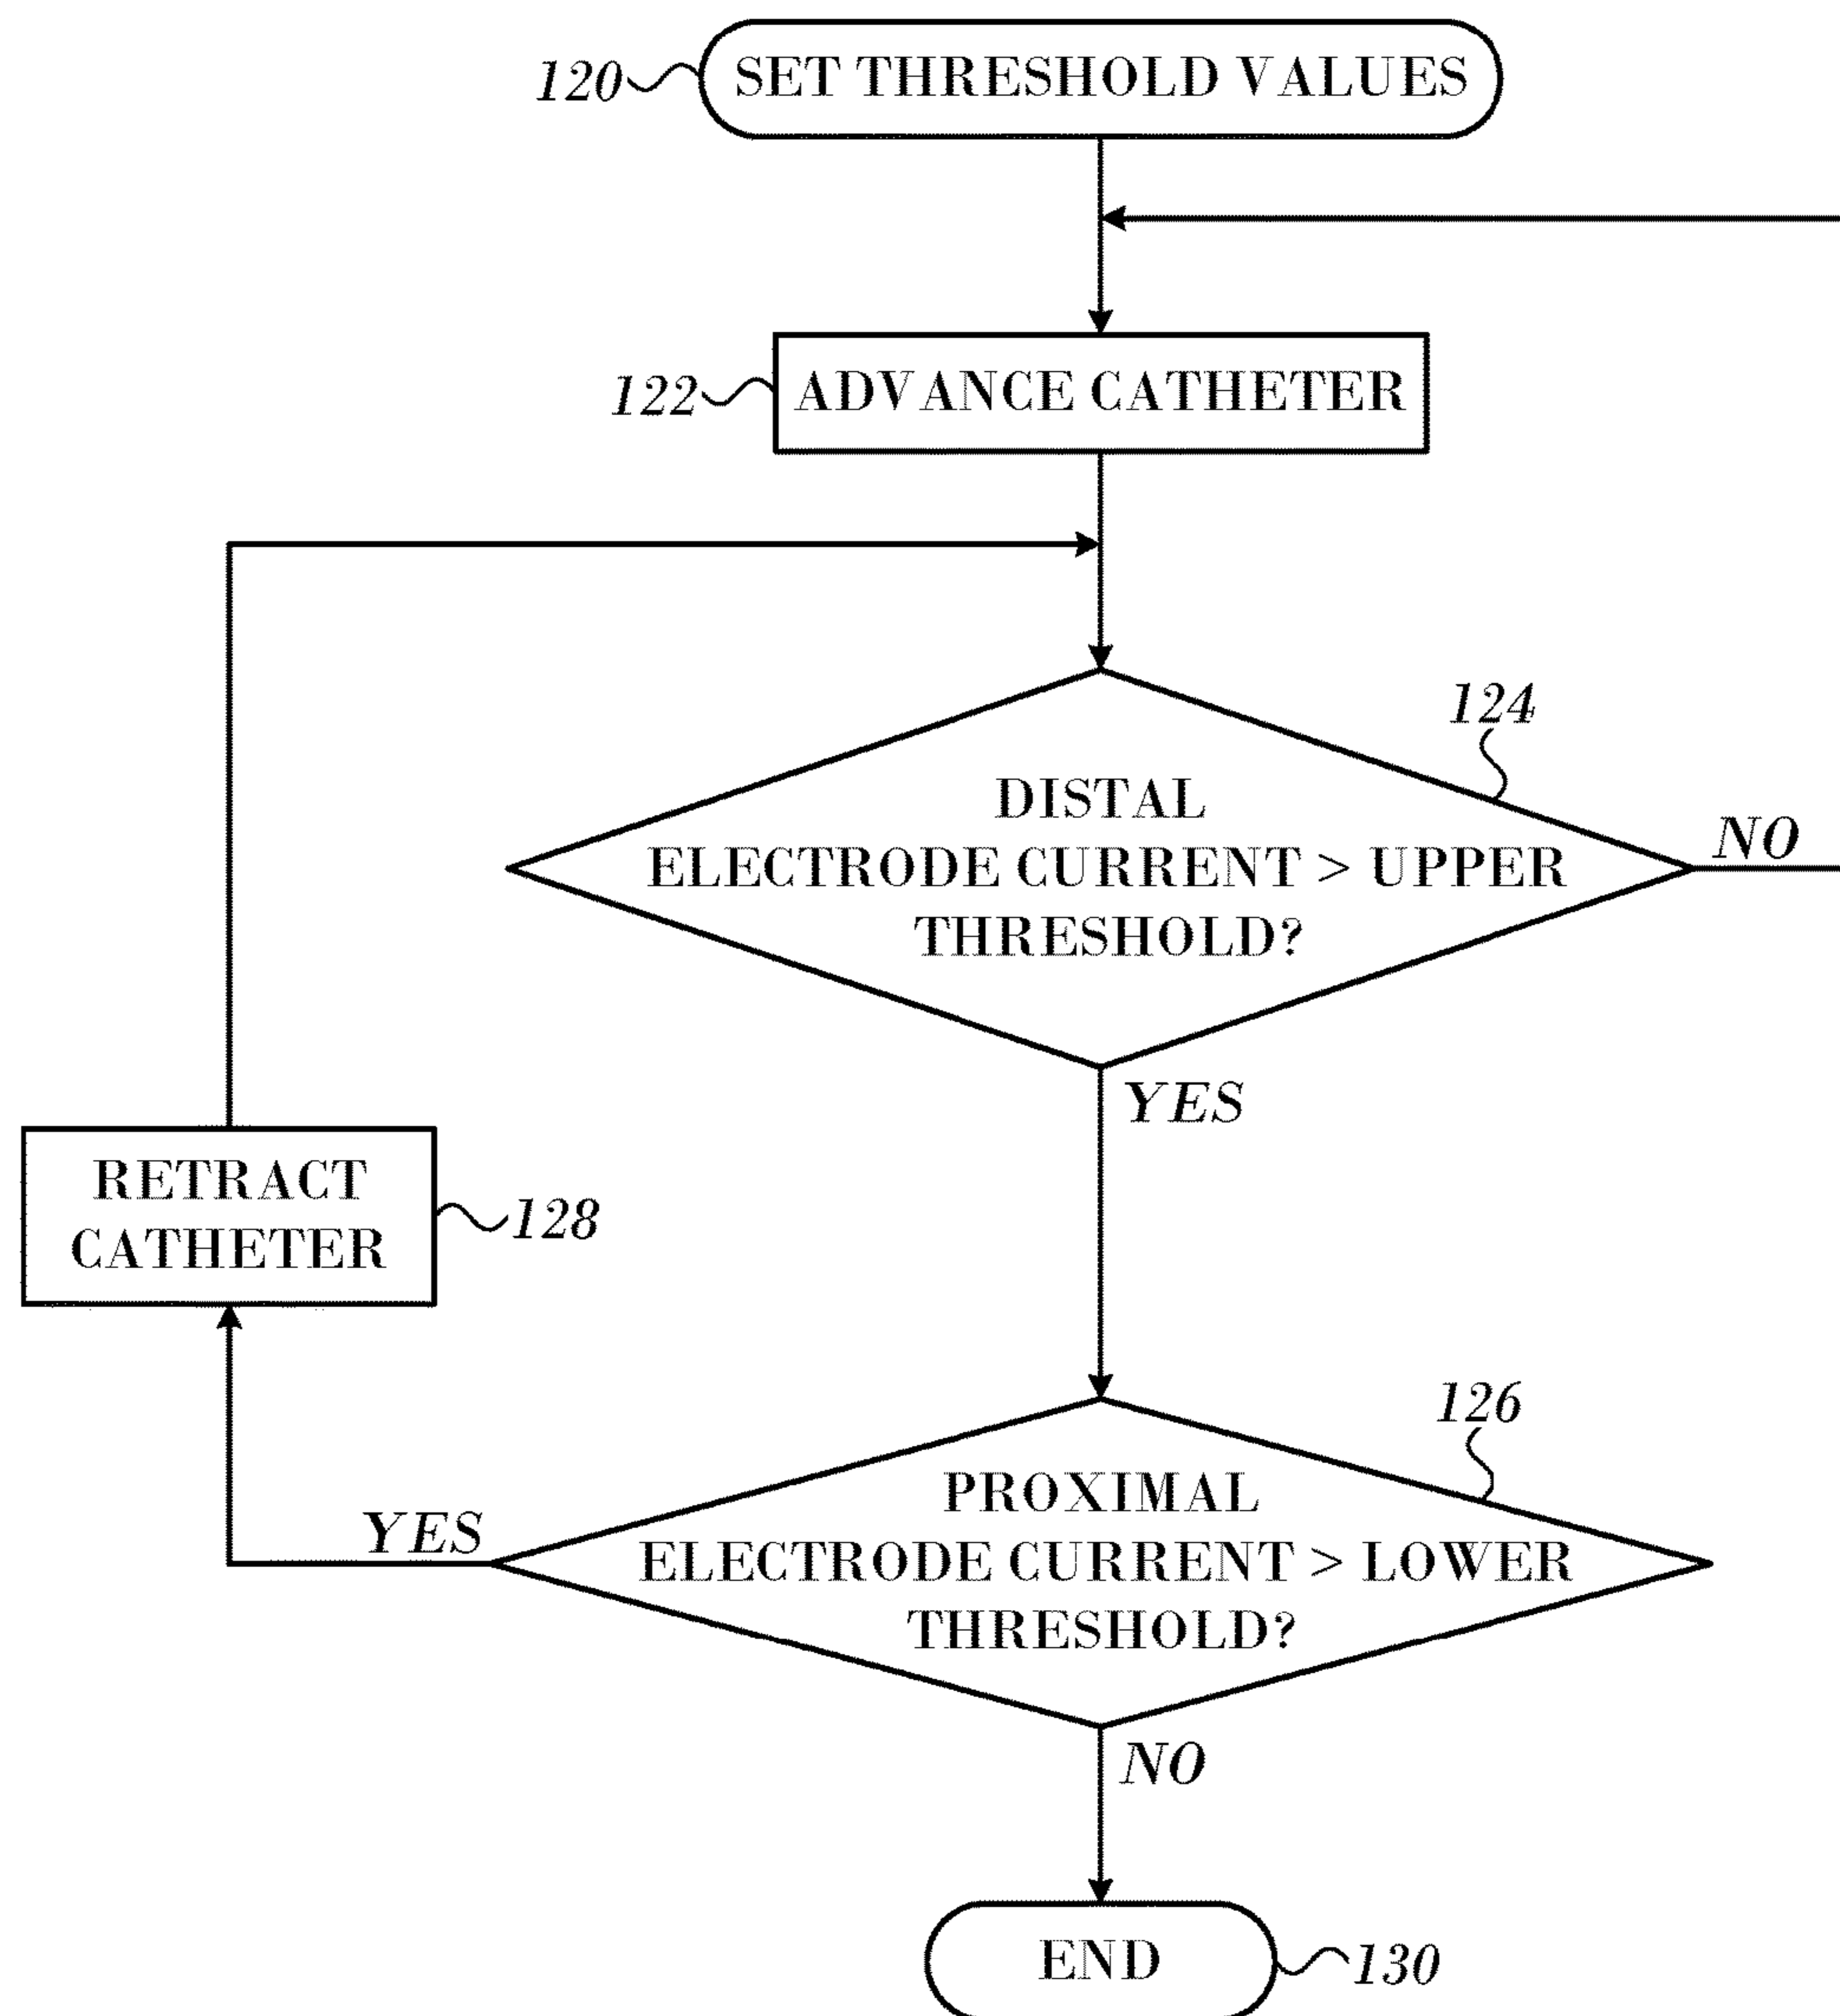 120
SET THRESHOLD VALUES
122
ADVANCE CATHETER
124
DISTAL
ELECTRODE CURRENT > UPPER
THRESHOLD?
NO
YES
RETRACT
CATHETER
128
126
PROXIMAL
ELECTRODE CURRENT > LOWER
THRESHOLD?
YES
NO
END
130